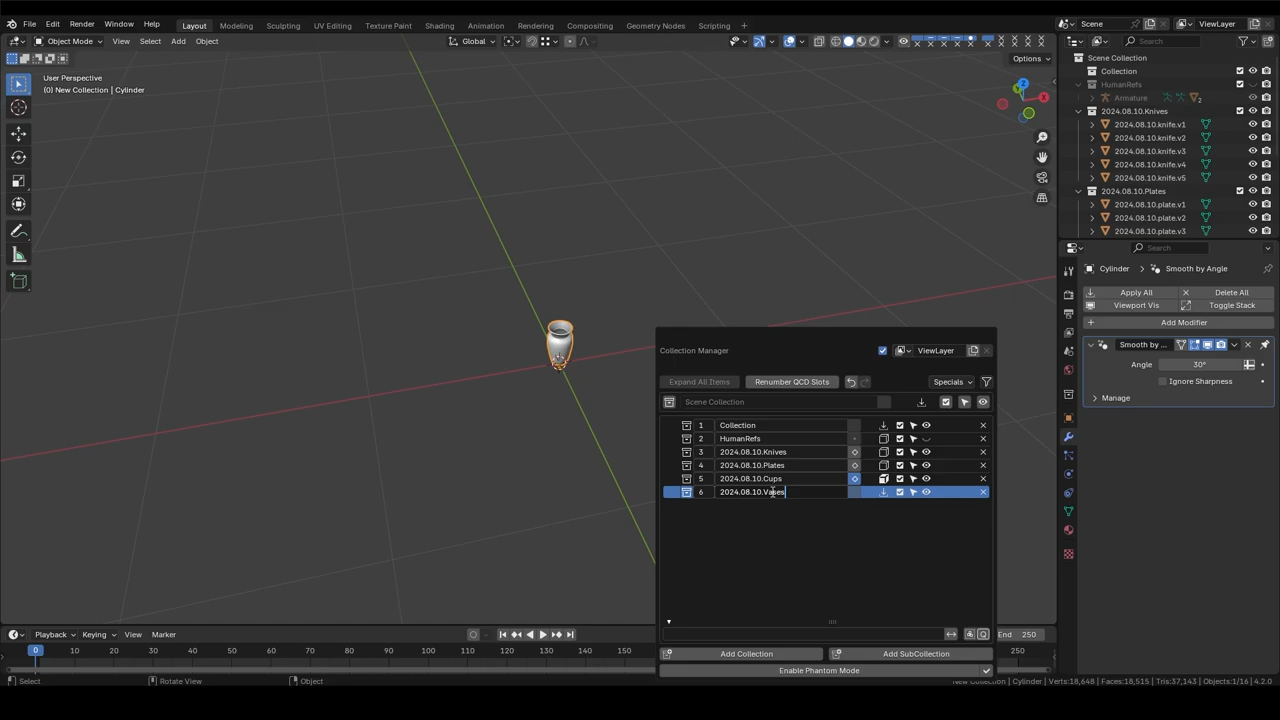 File Edit Render Window Help
Layout Modeling Sculpting UV Editing Texture Paint Shading Animation Rendering Compositing Geometry Nodes Scripting +
Scene
ViewLayer
Object Mode View Select Add Object
Global
Search
Options
User Perspective
(0) New Collection | Cylinder
Scene Collection
Collection
HumanRefs
Armature 2
2024.08.10.Knives
2024.08.10.knife.v1
2024.08.10.knife.v2
2024.08.10.knife.v3
2024.08.10.knife.v4
2024.08.10.knife.v5
2024.08.10.Plates
2024.08.10.plate.v1
2024.08.10.plate.v2
2024.08.10.plate.v3
Search
Cylinder > Smooth by Angle
Apply All Delete All
Viewport Vis Toggle Stack
Add Modifier
Smooth by ...
Angle 30°
Ignore Sharpness
Manage
Collection Manager ViewLayer
Expand All Items Renumber QCD Slots Specials
Scene Collection
1 Collection
2 HumanRefs
3 2024.08.10.Knives
4 2024.08.10.Plates
5 2024.08.10.Cups
6 2024.08.10.Vases
Add Collection Add SubCollection
Enable Phantom Mode
Playback Keying View Marker End 250
0 10 20 30 40 50 60 70 80 90 100 110 120 130 140 150 250
Select Rotate View Object
New Collection | Cylinder | Verts:18,648 | Faces:18,515 | Tris:37,143 | Objects:1/16 | 4.2.0